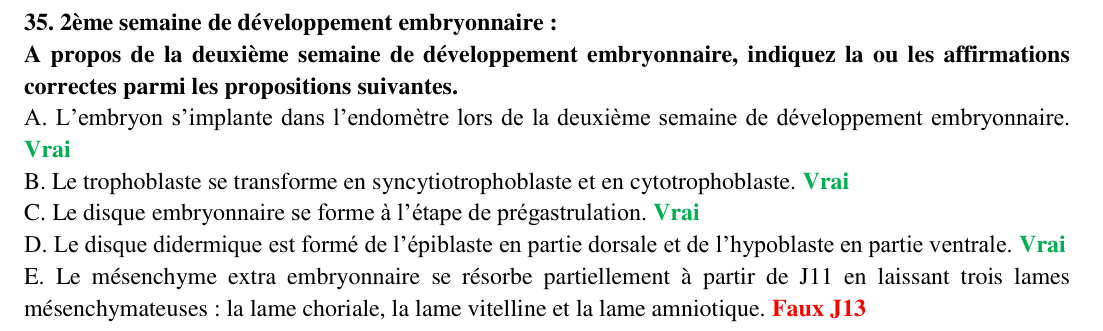 35. 2ème semaine de développement embryonnaire :
A propos de la deuxième semaine de développement embryonnaire, indiquez la ou les affirmations
correctes parmi les propositions suivantes.
A. L’embryon s’implante dans l’endomètre lors de la deuxième semaine de développement embryonnaire.
Vrai
B. Le trophoblaste se transforme en syncytiotrophoblaste et en cytotrophoblaste. Vrai
C. Le disque embryonnaire se forme à l’étape de prégastrulation. Vrai
D. Le disque didermique est formé de l’épiblaste en partie dorsale et de l’hypoblaste en partie ventrale. Vrai
E. Le mésenchyme extra embryonnaire se résorbe partiellement à partir de J11 en laissant trois lames
mésenchymateuses : la lame choriale, la lame vitelline et la lame amniotique. Faux J13